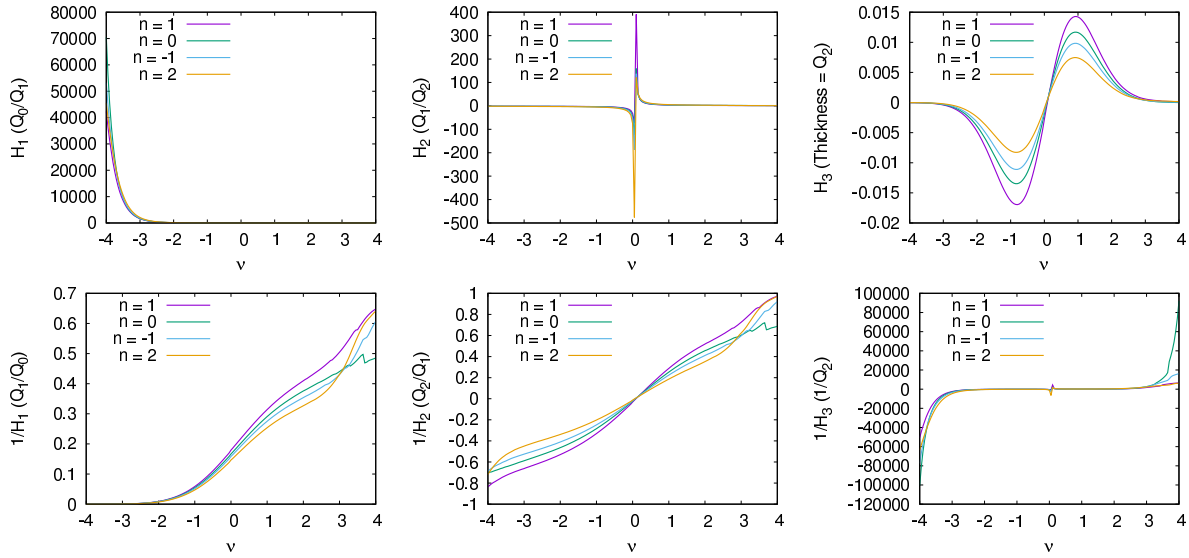 80000
70000
60000
50000
40000
30000
20000
10000
0
H1 (Q0/Q1)
n = 1
n = 0
n = -1
n = 2
-4 -3 -2 -1 0 1 2 3 4
ν
400
300
200
100
0
-100
-200
-300
-400
-500
H2 (Q1/Q2)
n = 1
n = 0
n = -1
n = 2
-4 -3 -2 -1 0 1 2 3 4
ν
0.015
0.01
0.005
0
-0.005
-0.01
-0.015
-0.02
H3 (Thickness = Q2)
n = 1
n = 0
n = -1
n = 2
-4 -3 -2 -1 0 1 2 3 4
ν
0.7
0.6
0.5
0.4
0.3
0.2
0.1
0
1/H1 (Q1/Q0)
n = 1
n = 0
n = -1
n = 2
-4 -3 -2 -1 0 1 2 3 4
ν
1
0.8
0.6
0.4
0.2
0
-0.2
-0.4
-0.6
-0.8
-1
1/H2 (Q2/Q1)
n = 1
n = 0
n = -1
n = 2
-4 -3 -2 -1 0 1 2 3 4
ν
100000
80000
60000
40000
20000
0
-20000
-40000
-60000
-80000
-100000
-120000
1/H3 (1/Q2)
n = 1
n = 0
n = -1
n = 2
-4 -3 -2 -1 0 1 2 3 4
ν